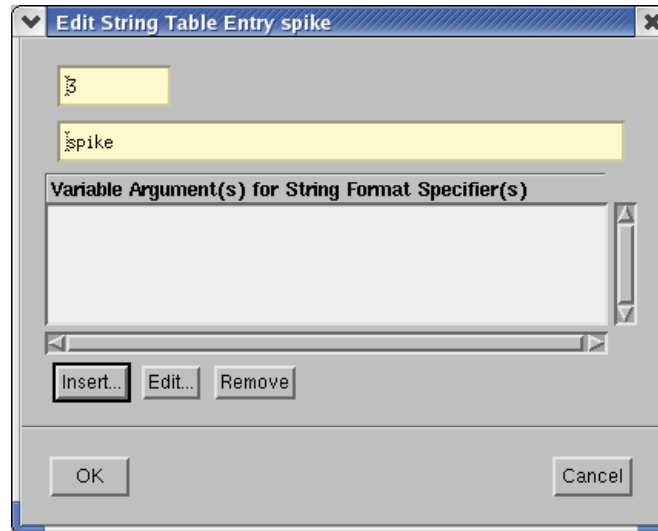 Edit String Table Entry spike
3
spike
Variable Argument(s) for String Format Specifier(s)
Insert... Edit... Remove
OK Cancel